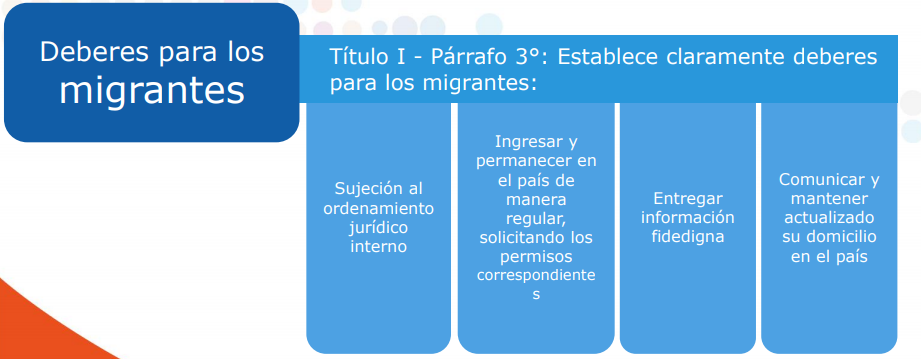 Deberes para los
migrantes
Título I - Párrafo 3°: Establece claramente deberes
para los migrantes:
Sujeción al
ordenamiento
jurídico
interno
Ingresar y
permanecer en
el país de
manera
regular,
solicitando los
permisos
correspondiente
s
Entregar
información
fidedigna
Comunicar y
mantener
actualizado
su domicilio
en el país